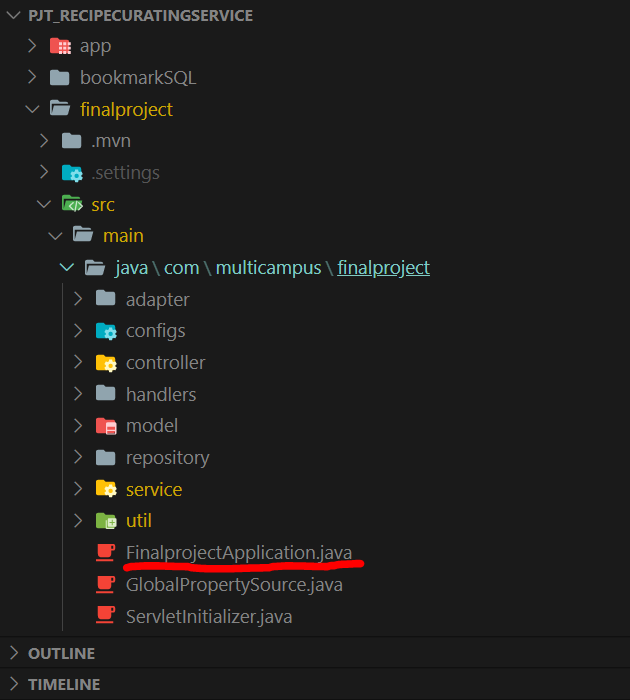 PJT_RECIPECURATINGSERVICE
app
bookmarkSQL
finalproject
.mvn
.settings
src
main
java \ com \ multicampus \ finalproject
adapter
configs
controller
handlers
model
repository
service
util
FinalprojectApplication.java
GlobalPropertySource.java
ServletInitializer.java
OUTLINE
TIMELINE